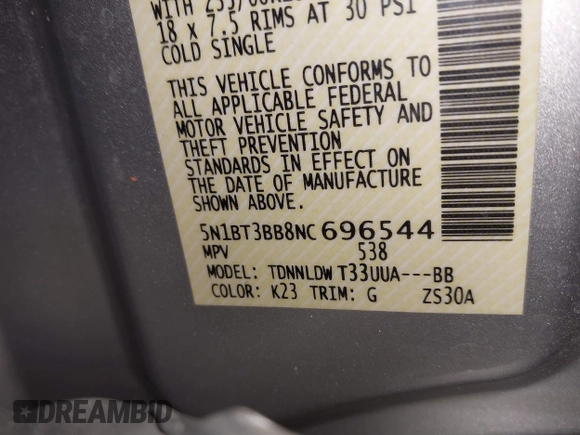 WITH
18 x 7.5 RIMS AT 30 PSI
COLD SINGLE
THIS VEHICLE CONFORMS TO
ALL APPLICABLE FEDERAL
MOTOR VEHICLE SAFETY AND
THEFT PREVENTION
STANDARDS IN EFFECT ON
THE DATE OF MANUFACTURE
SHOWN ABOVE.
5N1BT3BB8NC696544
MPV 538
MODEL: TDNNLDW T33UUA---BB
COLOR: K23 TRIM: G ZS30A
DREAMBID